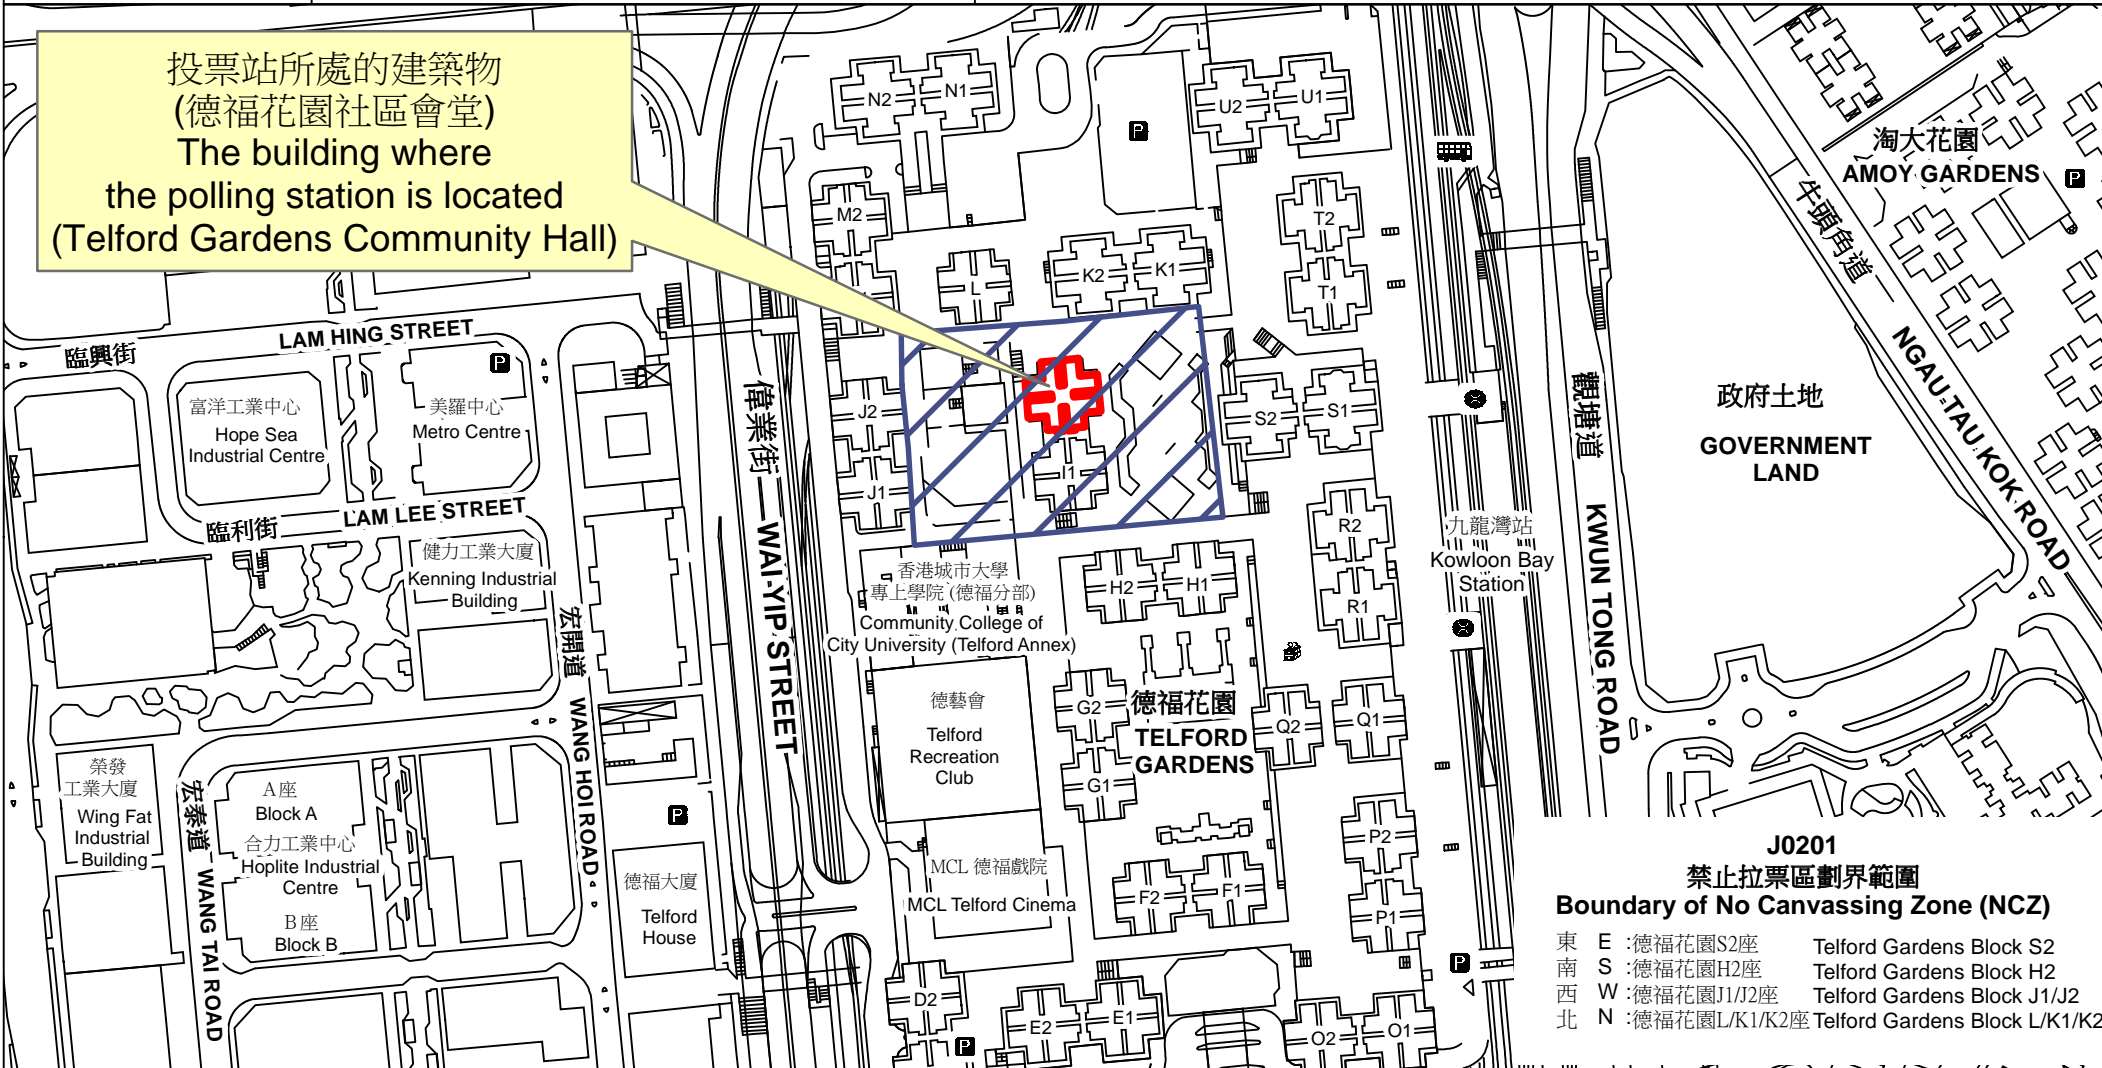 投票站所處的建築物
(德福花園社區會堂)
The building where
the polling station is located
(Telford Gardens Community Hall)
N2
N1
U2
U1
P
淘大花園
AMOY GARDENS
P
牛頭角道
NGAU TAU KOK ROAD
M2
T2
K2
K1
L
T1
臨興街
LAM HING STREET
P
富洋工業中心
Hope Sea
Industrial Centre
美羅中心
Metro Centre
偉業街
WAI YIP STREET
J2
J1
I1
S2
S1
觀塘道
KWUN TONG ROAD
政府土地
GOVERNMENT
LAND
臨利街
LAM LEE STREET
健力工業大廈
Kenning Industrial
Building
宏開道
WANG HOI ROAD
香港城市大學
專上學院 (德福分部)
Community College of
City University (Telford Annex)
H2
H1
R2
R1
九龍灣站
Kowloon Bay
Station
德藝會
Telford
Recreation
Club
G2
G1
德福花園
TELFORD
GARDENS
Q2
Q1
榮發
工業大廈
Wing Fat
Industrial
Building
宏泰道
WANG TAI ROAD
A座
Block A
合力工業中心
Hoplite Industrial
Centre
B座
Block B
P
德福大廈
Telford
House
MCL 德福戲院
MCL Telford Cinema
F2
F1
P2
P1
P
D2
E2
E1
P
O2
O1
J0201
禁止拉票區劃界範圍
Boundary of No Canvassing Zone (NCZ)
東 E :德福花園S2座 Telford Gardens Block S2
南 S :德福花園H2座 Telford Gardens Block H2
西 W :德福花園J1/J2座 Telford Gardens Block J1/J2
北 N :德福花園L/K1/K2座 Telford Gardens Block L/K1/K2